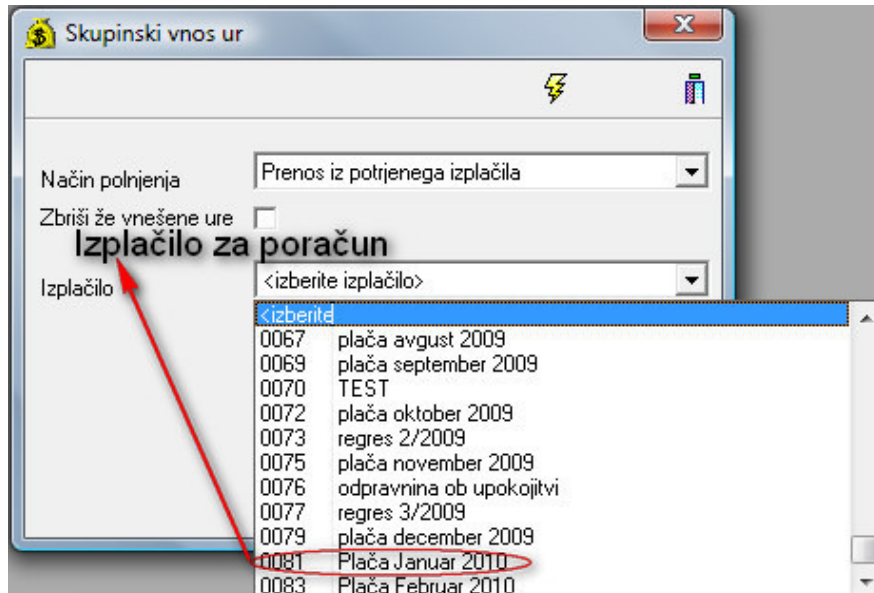 Skupinski vnos ur
Način polnjenja
Prenos iz potrjenega izplačila
Zbriši že vnešene ure
Izplačilo za poračun
Izplačilo
<izberite izplačilo>
<izberite
0067 plača avgust 2009
0069 plača september 2009
0070 TEST
0072 plača oktober 2009
0073 regres 2/2009
0075 plača november 2009
0076 odpravnina ob upokojitvi
0077 regres 3/2009
0079 plača december 2009
0081 Plača Januar 2010
0083 Plača Februar 2010